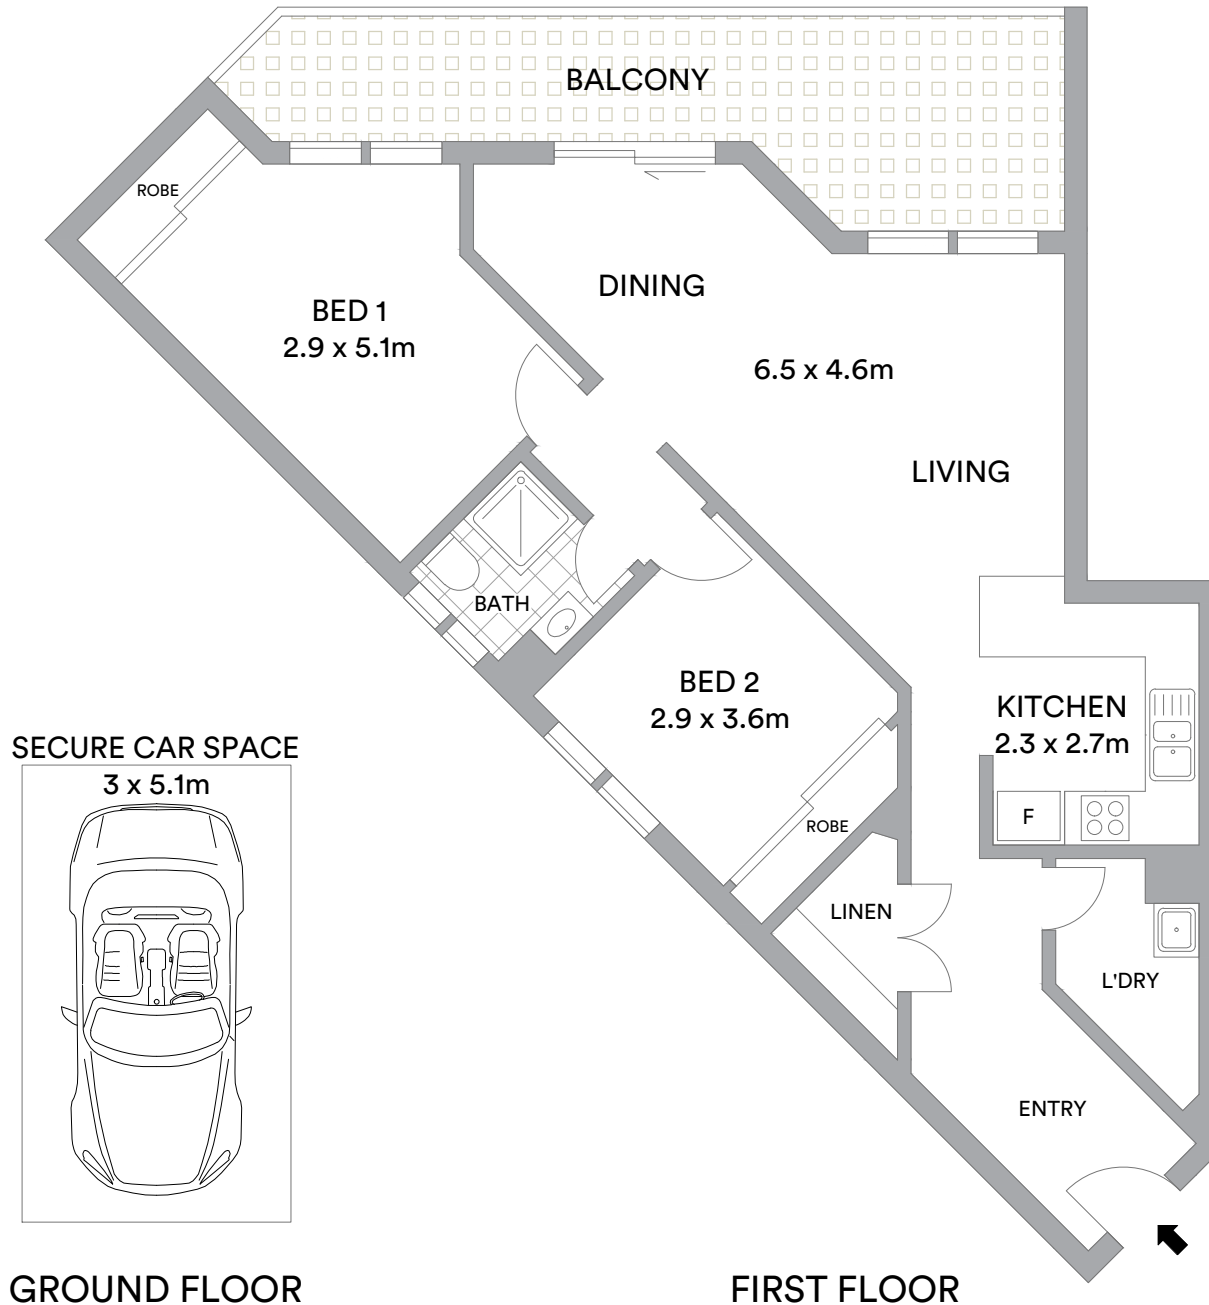 BALCONY
ROBE
DINING
BED 1
2.9 x 5.1m
6.5 x 4.6m
LIVING
BATH
BED 2
2.9 x 3.6m
KITCHEN
2.3 x 2.7m
SECURE CAR SPACE
3 x 5.1m
F
ROBE
LINEN
L'DRY
ENTRY
GROUND FLOOR
FIRST FLOOR